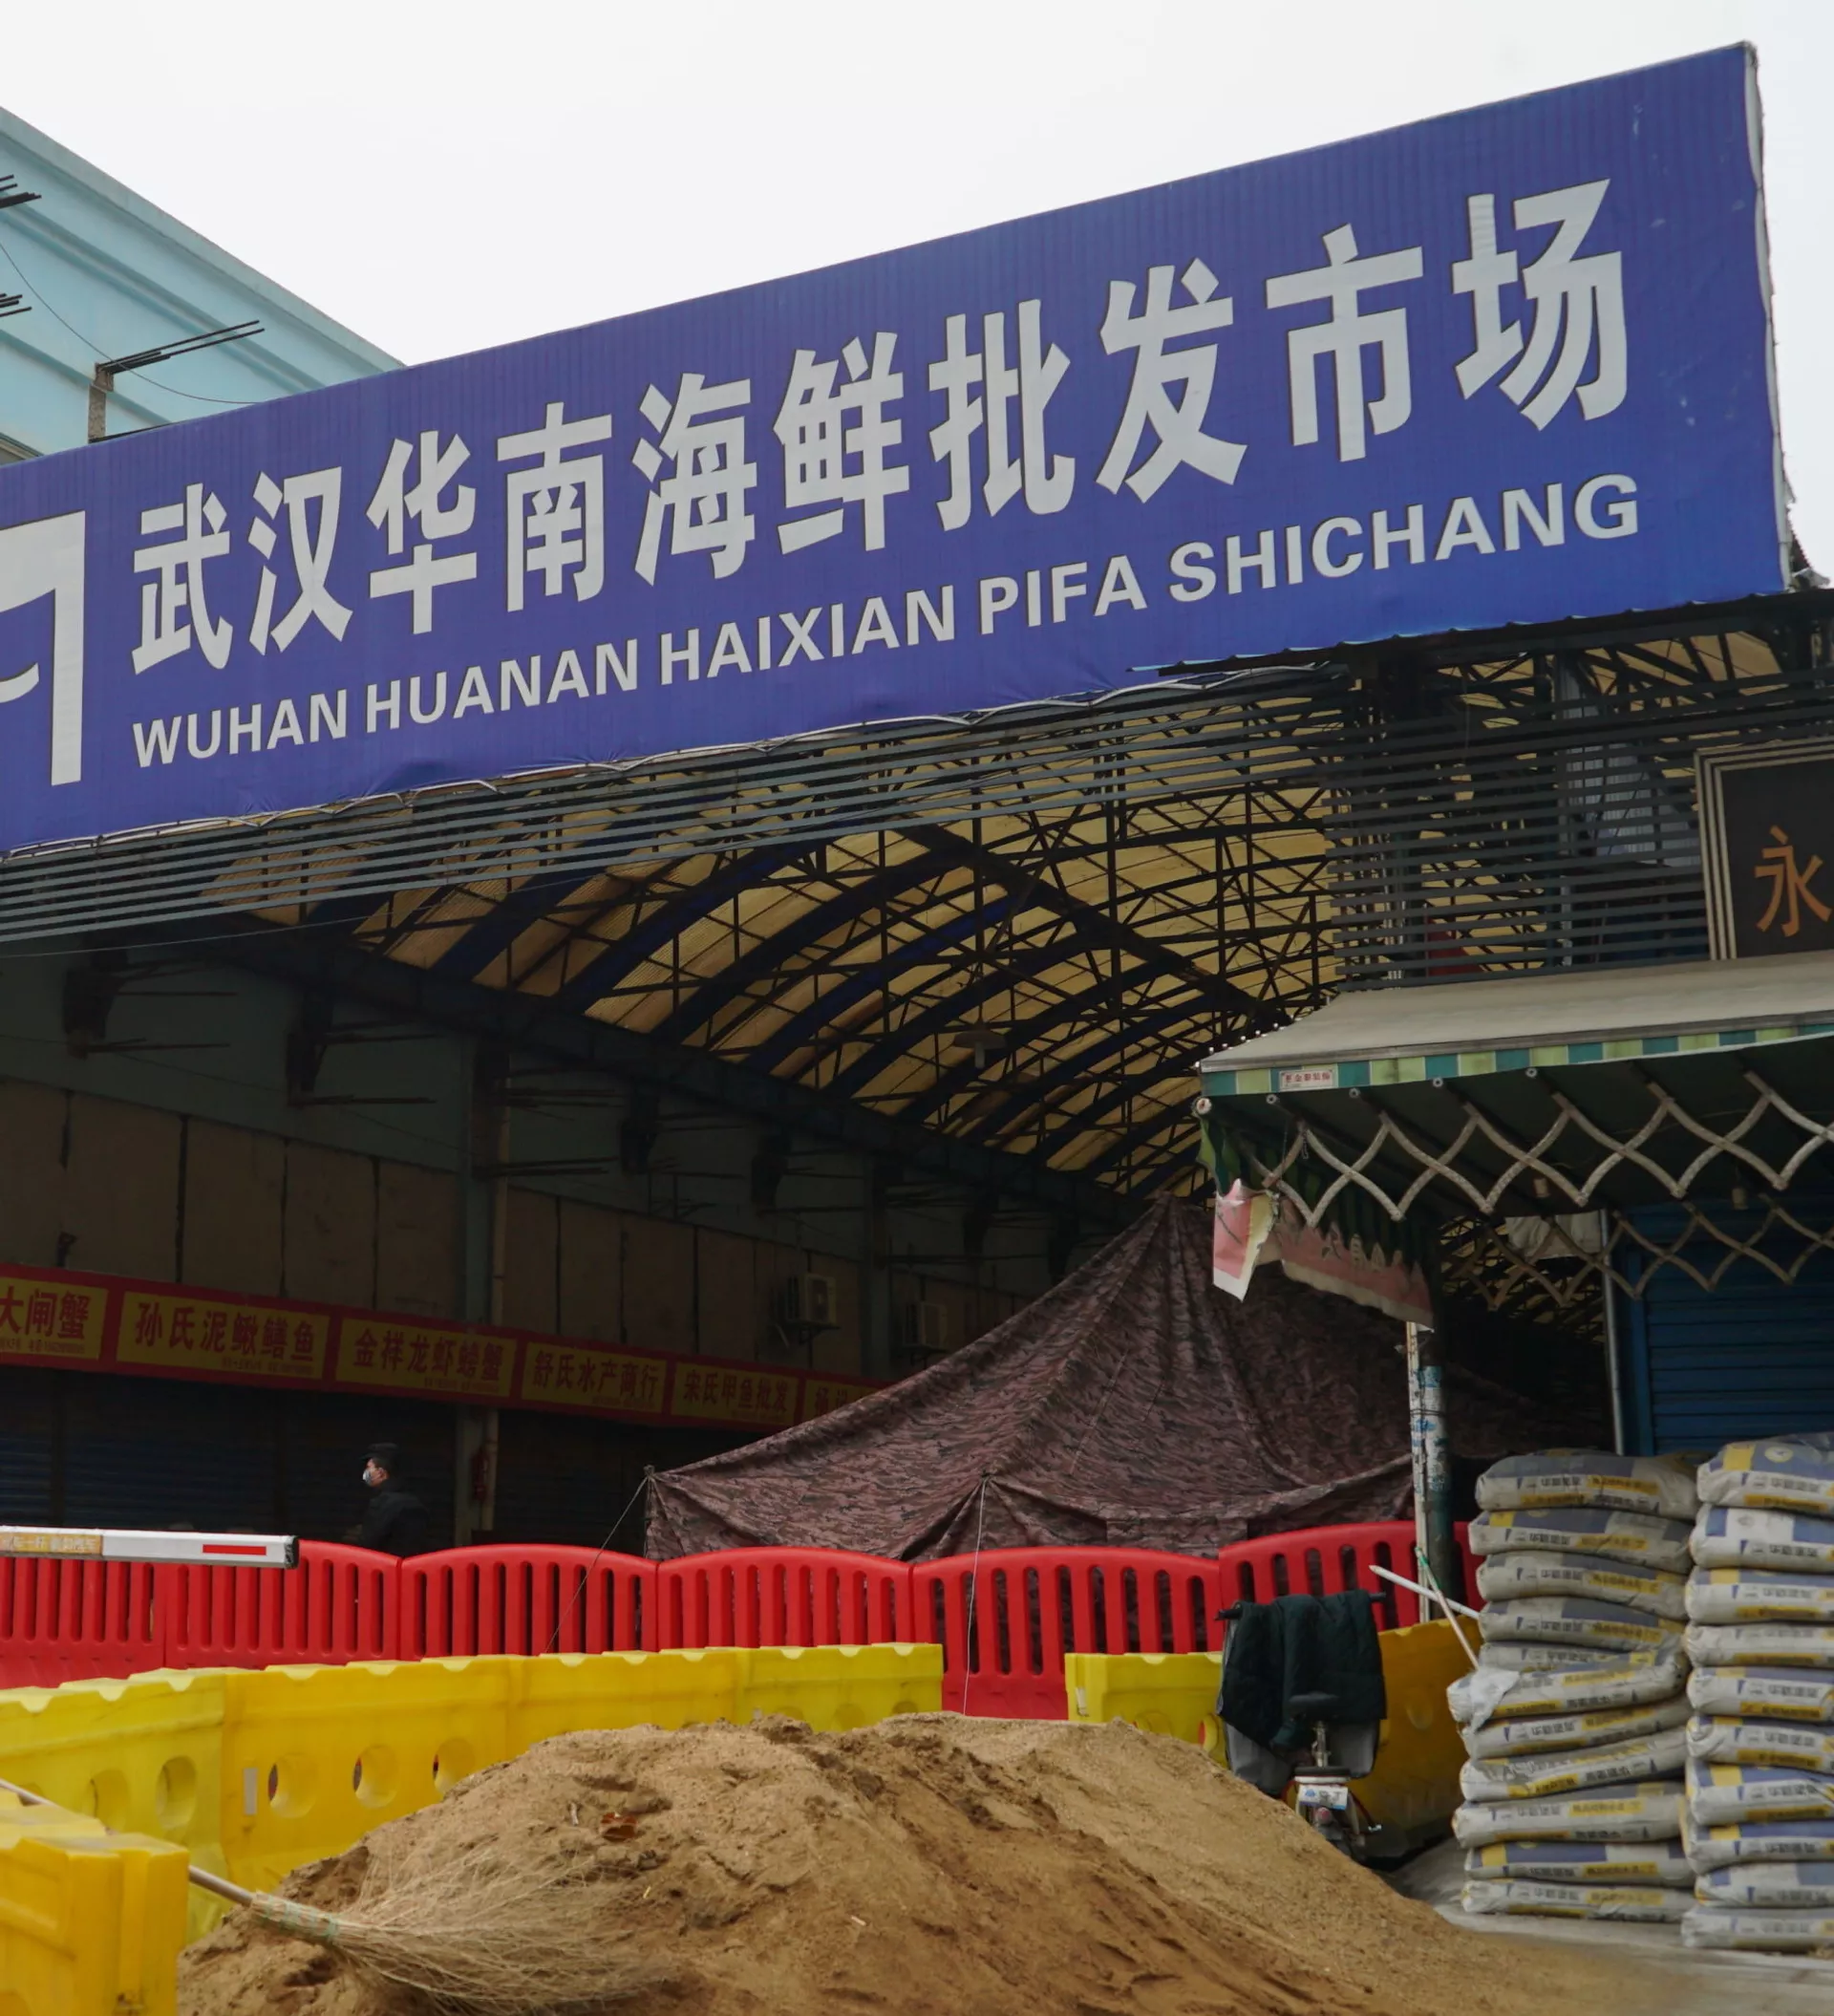 武汉华南海鲜批发市场
WUHAN HUANAN HAIXIAN PIFA SHICHANG
永
大闸蟹
孙氏泥鳅鳝鱼
金祥龙虾螃蟹
舒氏水产商行
宋氏甲鱼批发